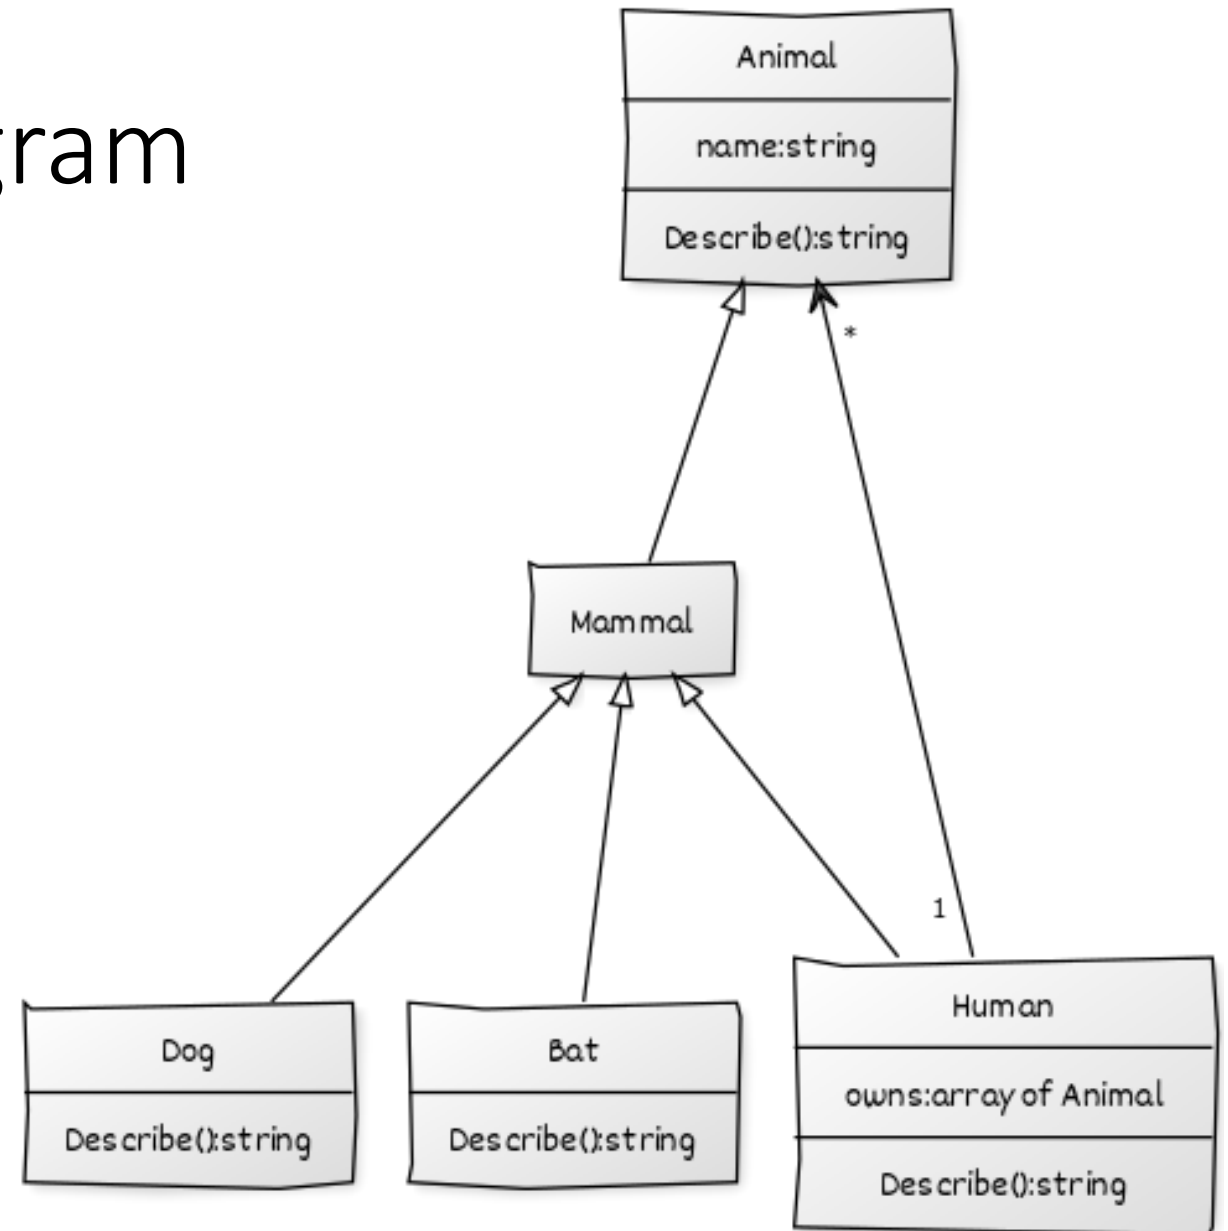 gram
Animal
name:string
Describe():string
*
Mammal
1
Dog
Describe():string
Bat
Describe():string
Human
owns:array of Animal
Describe():string